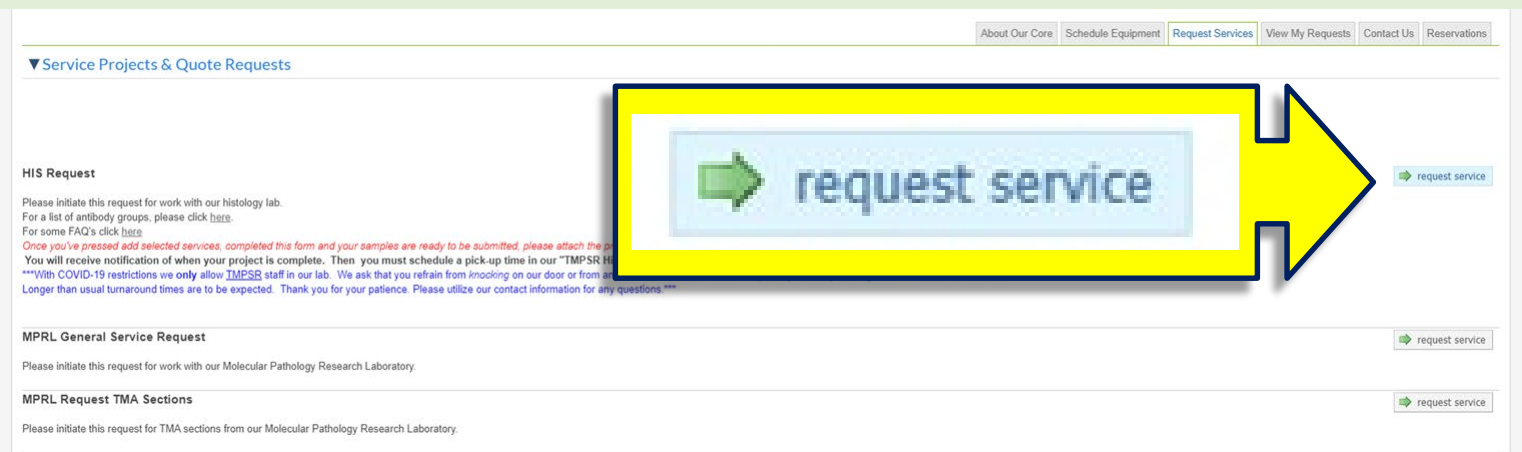 About Our Core Schedule Equipment Request Services View My Requests Contact Us Reservations
▼Service Projects & Quote Requests
request service
HIS Request
request service
Please initiate this request for work with our histology lab.
For a list of antibody groups, please click here.
For some FAQ's click here
Once you've pressed add selected services, completed this form and your samples are ready to be submitted, please attach the
You will receive notification of when your project is complete. Then you must schedule a pick-up time in our "TMPSR
***With COVID-19 restrictions we only allow TMPSR staff in our lab. We ask that you refrain from knocking on our door or from
Longer than usual turnaround times are to be expected. Thank you for your patience. Please utilize our contact information for any questions.***
MPRL General Service Request
request service
Please initiate this request for work with our Molecular Pathology Research Laboratory.
MPRL Request TMA Sections
request service
Please initiate this request for TMA sections from our Molecular Pathology Research Laboratory.